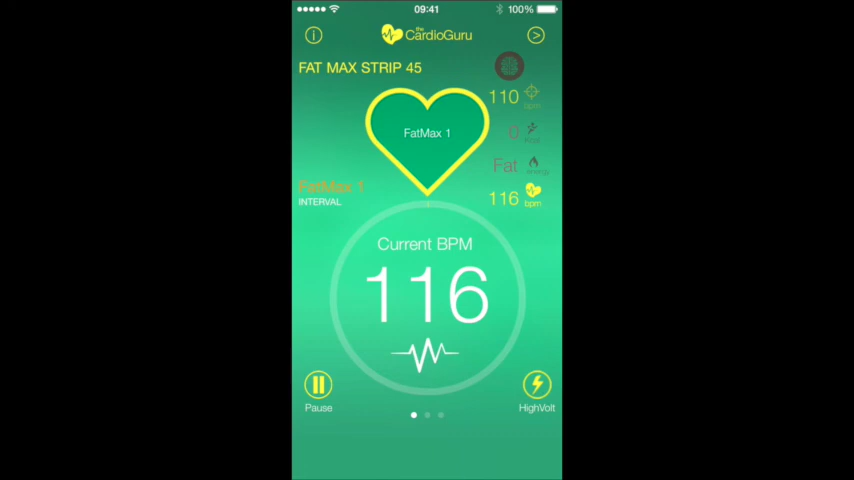 09:41
100%
the
CardioGuru
FAT MAX STRIP 45
110
bpm
FatMax 1
0
kcal
Fat
energy
FatMax 1
INTERVAL
116
bpm
Current BPM
116
Pause
HighVolt